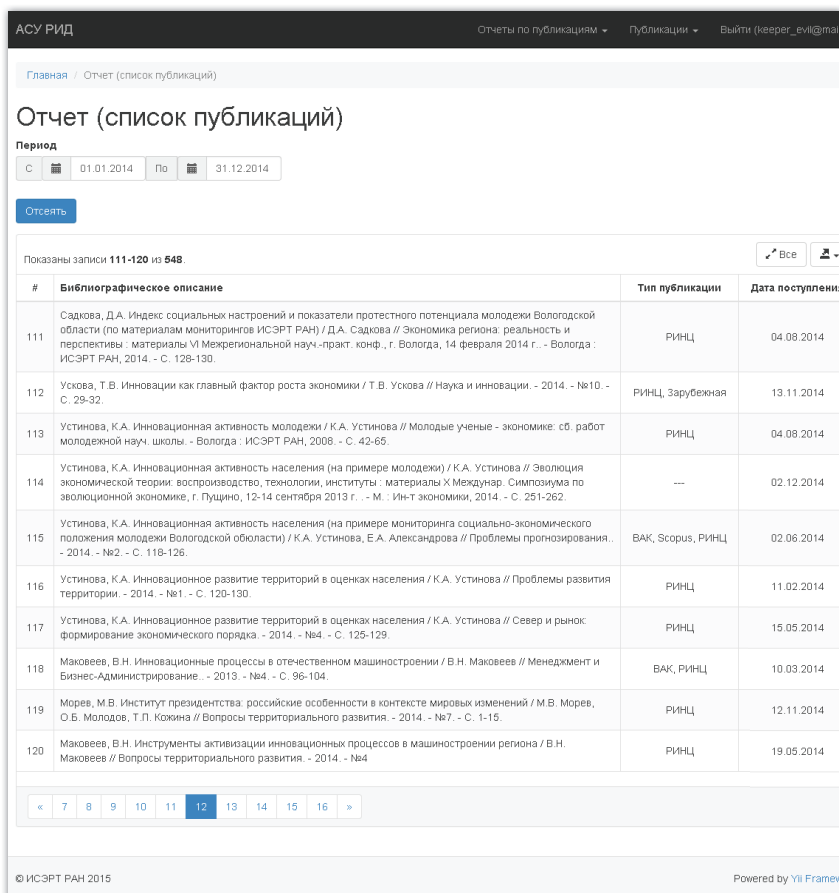 АСУ РИД Отчеты по публикациям Публикации Выйти (keeper_evil@mai
Главная / Отчет (список публикаций)
Отчет (список публикаций)
Период
С 01.01.2014 По 31.12.2014
Отсеять
Показаны записи 111-120 из 548. Все
# Библиографическое описание Тип публикации Дата поступления
111 Садкова, Д.А. Индекс социальных настроений и показатели протестного потенциала молодежи Вологодской
области (по материалам мониторингов ИСЭРТ РАН) / Д.А. Садкова // Экономика региона: реальность и
перспективы : материалы VI Межрегиональной науч.-практ. конф., г. Вологда, 14 февраля 2014 г.. - Вологда :
ИСЭРТ РАН, 2014. - С. 128-130.
РИНЦ 04.08.2014
112 Ускова, Т.В. Инновации как главный фактор роста экономики / Т.В. Ускова // Наука и инновации. - 2014. - №10. -
С. 29-32.
РИНЦ, Зарубежная 13.11.2014
113 Устинова, К.А. Инновационная активность молодежи / К.А. Устинова // Молодые ученые - экономике: сб. работ
молодежной науч. школы. - Вологда : ИСЭРТ РАН, 2008. - С. 42-65.
РИНЦ 04.08.2014
114 Устинова, К.А. Инновационная активность населения (на примере молодежи) / К.А. Устинова // Эволюция
экономической теории: воспроизводство, технологии, институты : материалы X Междунар. Симпозиума по
эволюционной экономике, г. Пущино, 12-14 сентября 2013 г. . - М. : Ин-т экономики, 2014. - С. 251-262.
--- 02.12.2014
115 Устинова, К.А. Инновационная активность населения (на примере мониторинга социально-экономического
положения молодежи Вологодской обюласти) / К.А. Устинова, Е.А. Александрова // Проблемы прогнозирования..
- 2014. - №2. - С. 118-126.
ВАК, Scopus, РИНЦ 02.06.2014
116 Устинова, К.А. Инновационное развитие территорий в оценках населения / К.А. Устинова // Проблемы развития
территории. - 2014. - №1. - С. 120-130.
РИНЦ 11.02.2014
117 Устинова, К.А. Инновационное развитие территорий в оценках населения / К.А. Устинова // Север и рынок:
формирование экономического порядка. - 2014. - №4. - С. 125-129.
РИНЦ 15.05.2014
118 Маковеев, В.Н. Инновационные процессы в отечественном машиностроении / В.Н. Маковеев // Менеджмент и
Бизнес-Администрирование.. - 2013. - №4. - С. 96-104.
ВАК, РИНЦ 10.03.2014
119 Морев, М.В. Институт президентства: российские особенности в контексте мировых изменений / М.В. Морев,
О.Б. Молодов, Т.П. Кожина // Вопросы территориального развития. - 2014. - №7. - С. 1-15.
РИНЦ 12.11.2014
120 Маковеев, В.Н. Инструменты активизации инновационных процессов в машиностроении региона / В.Н.
Маковеев // Вопросы территориального развития. - 2014. - №4
РИНЦ 19.05.2014
« 7 8 9 10 11 12 13 14 15 16 »
© ИСЭРТ РАН 2015 Powered by Yii Framew